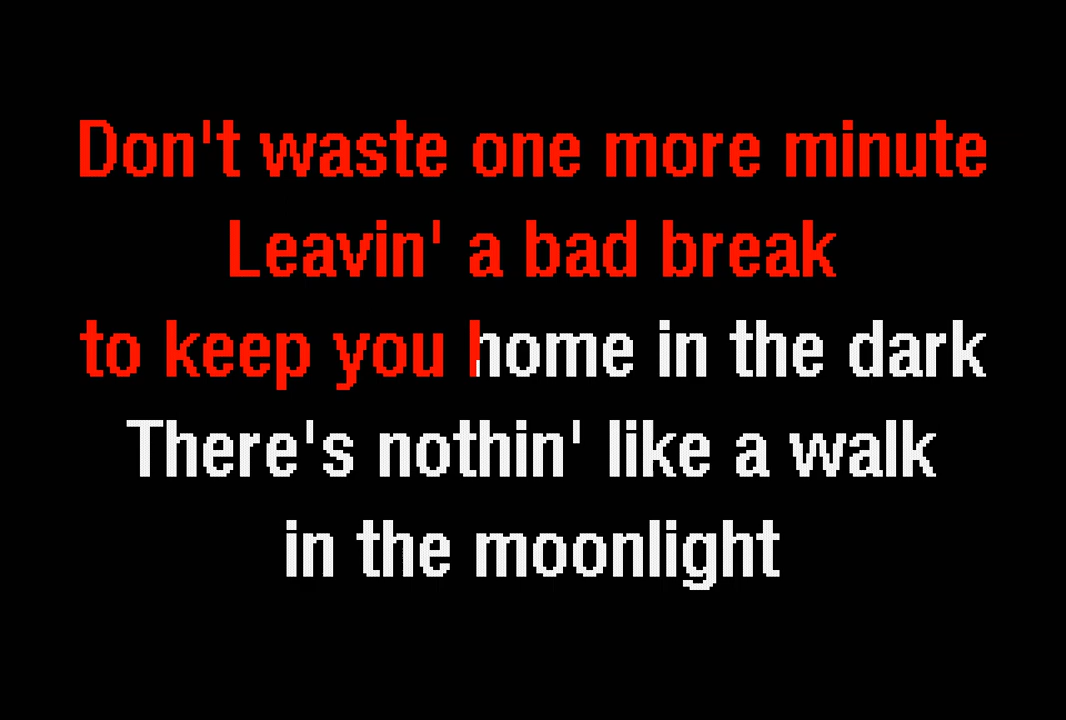 Don't waste one more minute
Leavin' a bad break
to keep you home in the dark
There's nothin' like a walk
in the moonlight